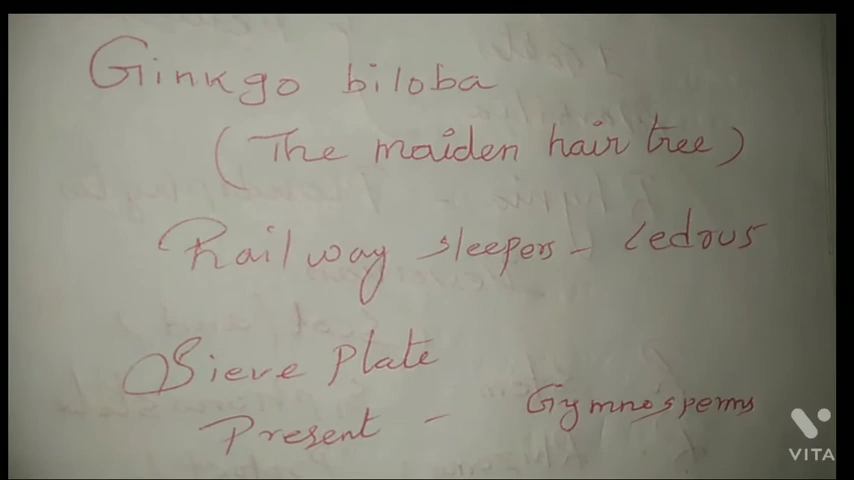 Ginkgo biloba
(The maiden hair tree)
Railway sleepers - Cedrus
Sieve Plate
Present - Gymnosperms
VITA